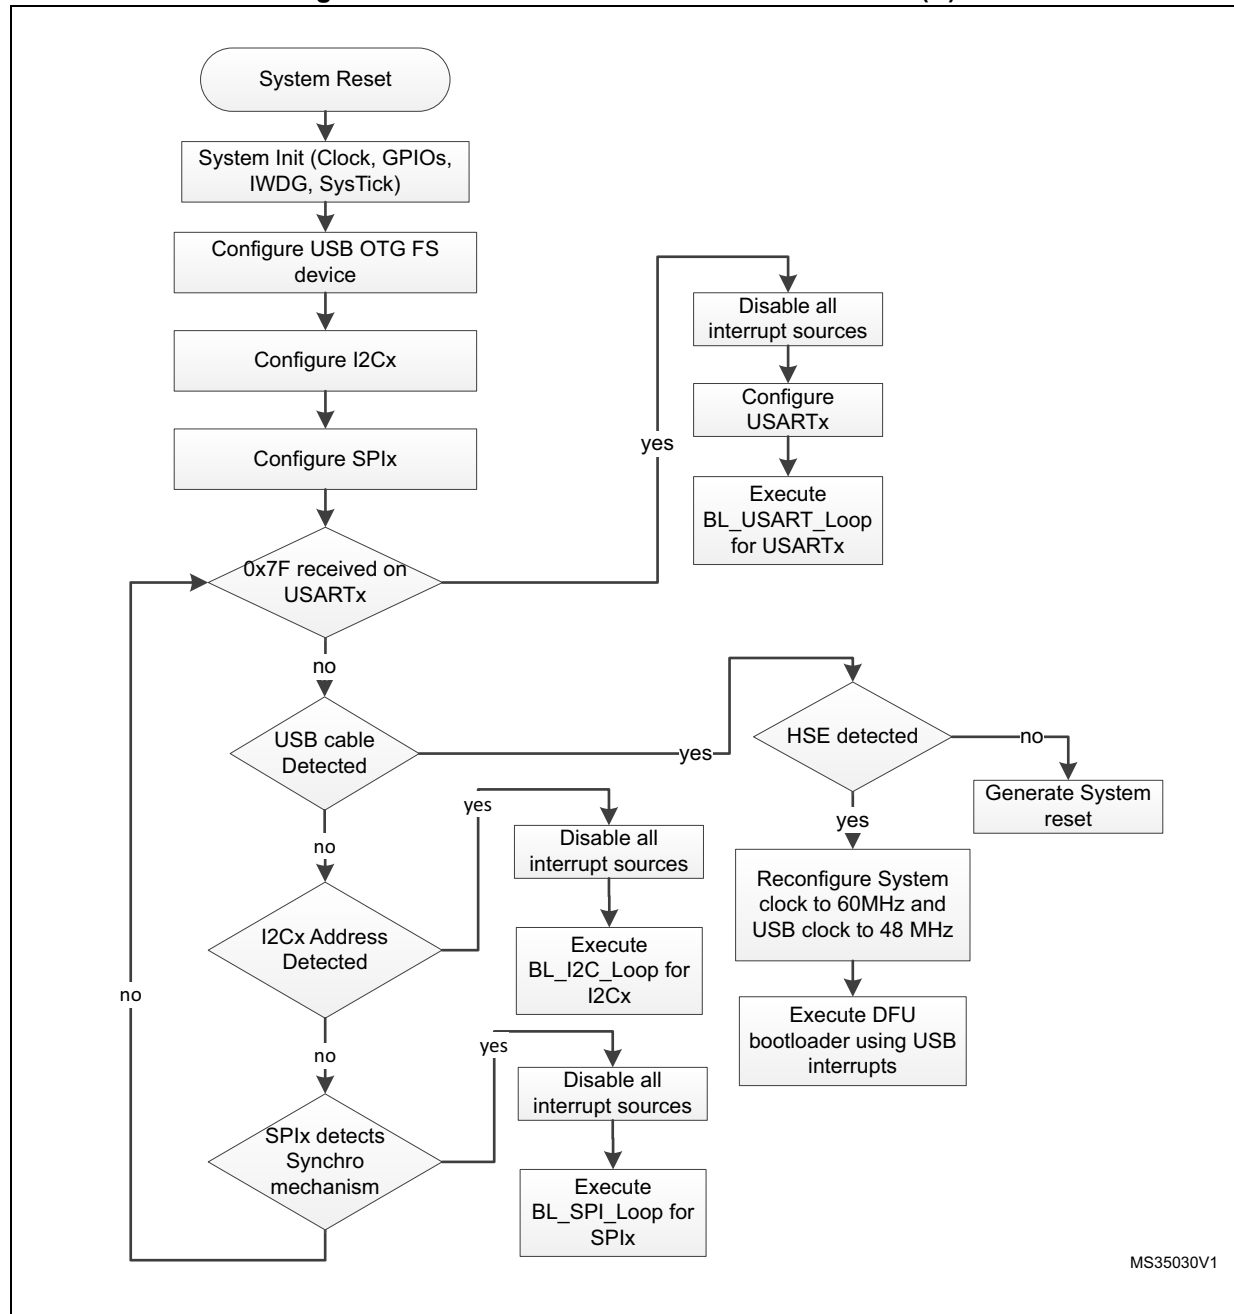 System Reset
System Init (Clock, GPIOs,
IWDG, SysTick)
Configure USB OTG FS
device
Configure I2Cx
Configure SPIx
0x7F received on
USARTx
yes
Disable all
interrupt sources
Configure
USARTx
Execute
BL_USART_Loop
for USARTx
no
USB cable
Detected
yes
HSE detected
no
Generate System
reset
yes
Reconfigure System
clock to 60MHz and
USB clock to 48 MHz
Execute DFU
bootloader using USB
interrupts
no
I2Cx Address
Detected
yes
Disable all
interrupt sources
Execute
BL_I2C_Loop for
I2Cx
no
SPIx detects
Synchro
mechanism
yes
Disable all
interrupt sources
Execute
BL_SPI_Loop for
SPIx
no
MS35030V1